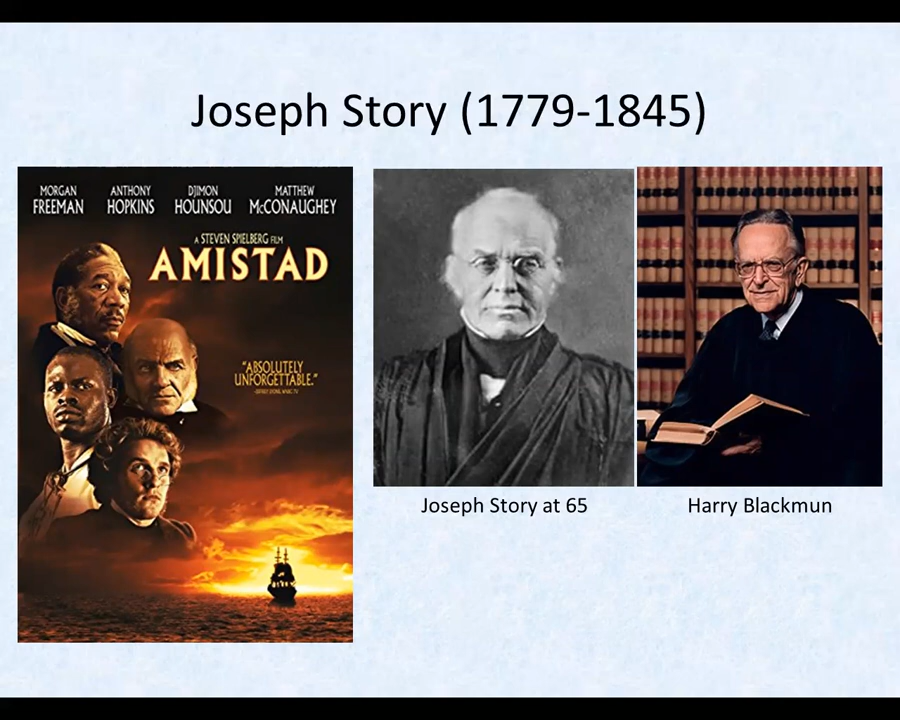 Joseph Story (1779-1845)
MORGAN FREEMAN
ANTHONY HOPKINS
DJIMON HOUNSOU
MATTHEW McCONAUGHEY
A STEVEN SPIELBERG FILM
AMISTAD
“ABSOLUTELY
UNFORGETTABLE.”
Joseph Story at 65
Harry Blackmun